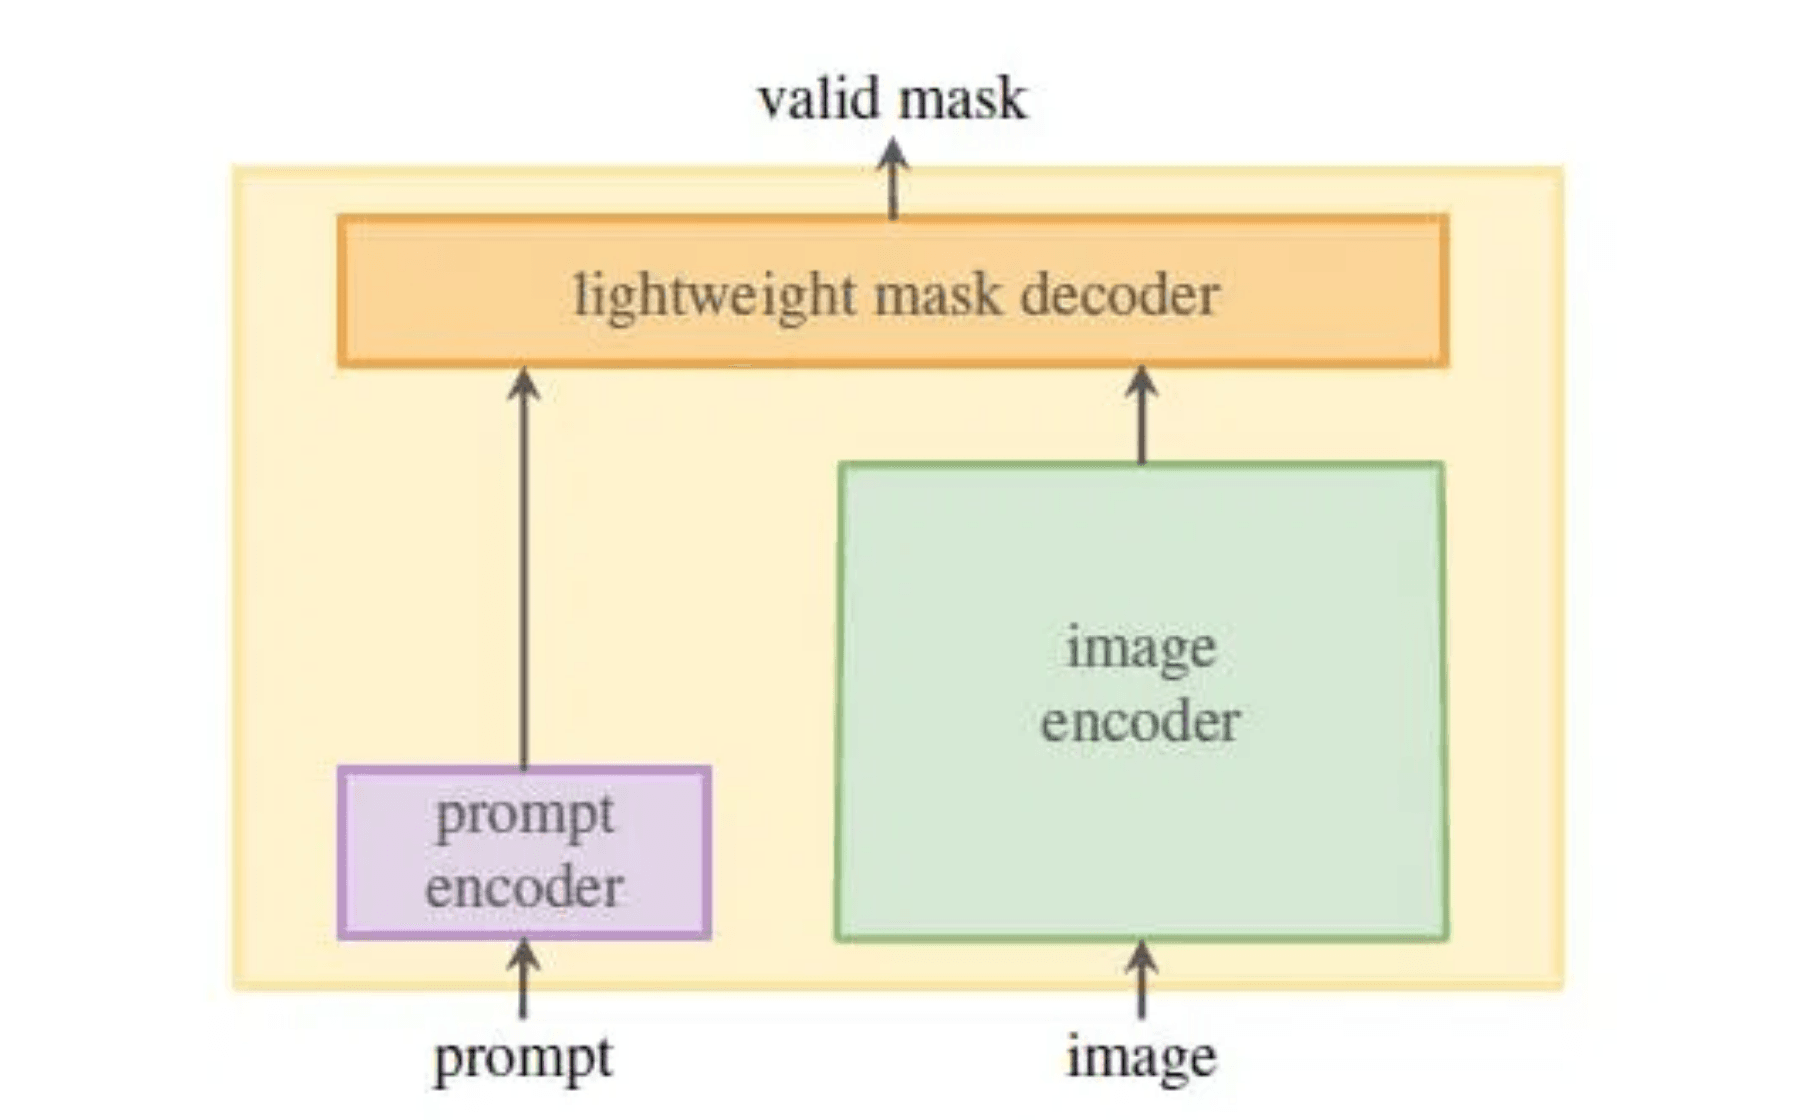 valid mask
lightweight mask decoder
image
encoder
prompt
encoder
prompt
image